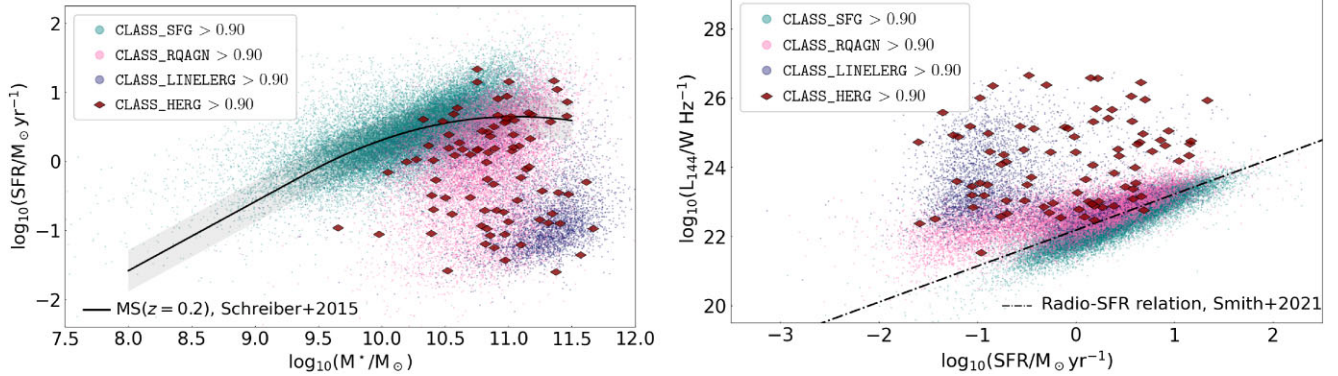 CLASS_SFG > 0.90
CLASS_RQAGN > 0.90
CLASS_LINELERG > 0.90
CLASS_HERG > 0.90
2
1
0
−1
−2
log₁₀(SFR/M⊙ yr⁻¹)
MS(z = 0.2), Schreiber+2015
7.5 8.0 8.5 9.0 9.5 10.0 10.5 11.0 11.5 12.0
log₁₀(M*/M⊙)
CLASS_SFG > 0.90
CLASS_RQAGN > 0.90
CLASS_LINELERG > 0.90
CLASS_HERG > 0.90
28
26
24
22
20
log₁₀(L₁₄₄/W Hz⁻¹)
Radio-SFR relation, Smith+2021
−3 −2 −1 0 1 2
log₁₀(SFR/M⊙ yr⁻¹)